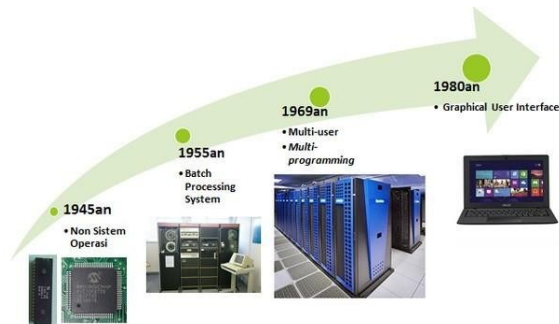 1945an
• Non Sistem
Operasi
1955an
• Batch
Processing
System
1969an
• Multi-user
• Multi-
programming
1980an
• Graphical User Interface